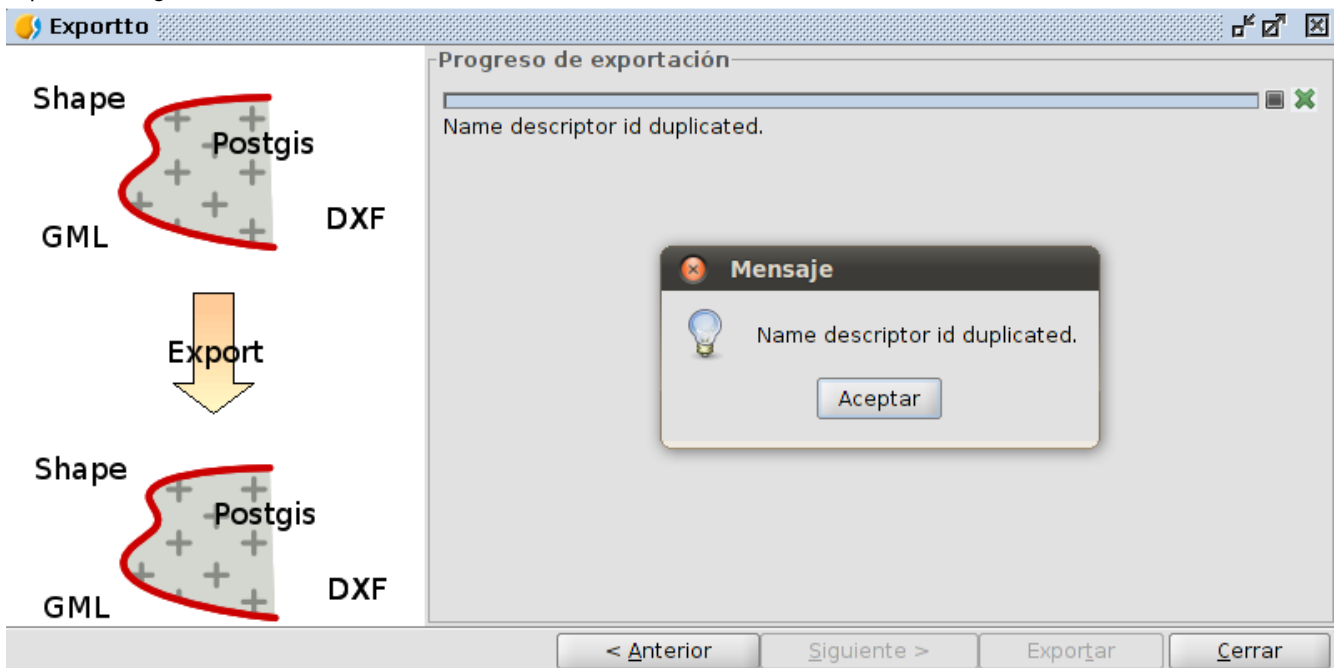 Exportto
Progreso de exportación
Name descriptor id duplicated.
Shape
Postgis
GML
DXF
Export
Shape
Postgis
GML
DXF
Mensaje
Name descriptor id duplicated.
Aceptar
< Anterior
Siguiente >
Exportar
Cerrar